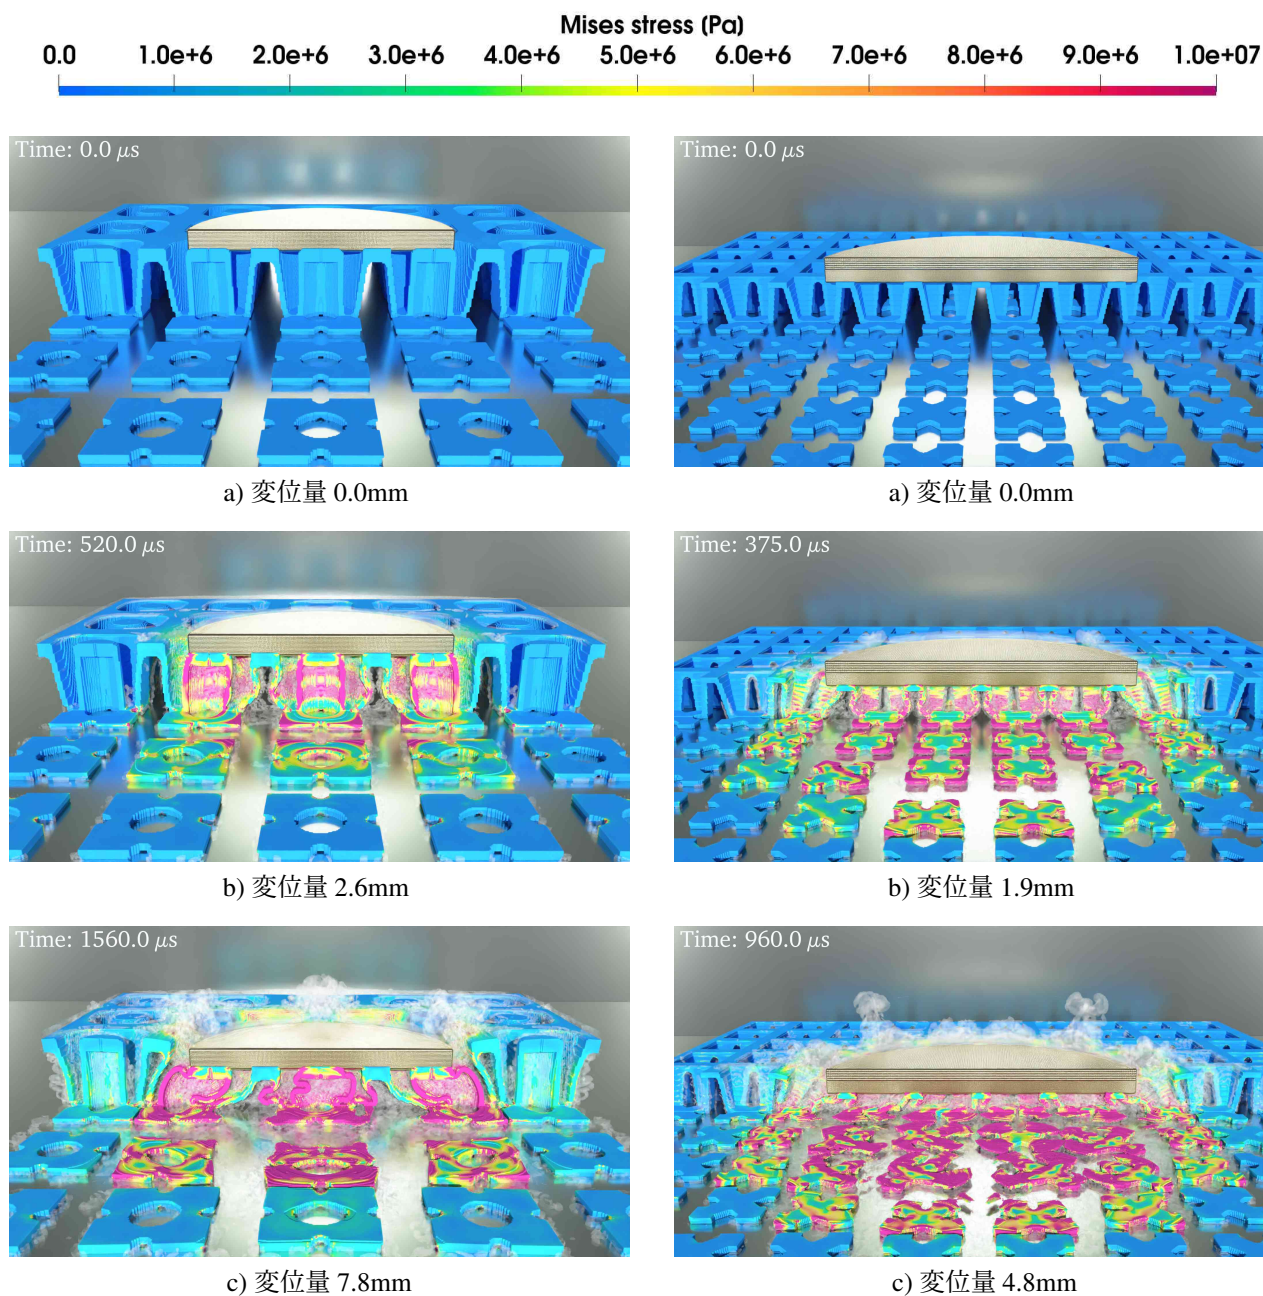 Mises stress (Pa)
0.0 1.0e+6 2.0e+6 3.0e+6 4.0e+6 5.0e+6 6.0e+6 7.0e+6 8.0e+6 9.0e+6 1.0e+07
Time: 0.0 μs
a) 変位量 0.0mm
Time: 0.0 μs
a) 変位量 0.0mm
Time: 520.0 μs
b) 変位量 2.6mm
Time: 375.0 μs
b) 変位量 1.9mm
Time: 1560.0 μs
c) 変位量 7.8mm
Time: 960.0 μs
c) 変位量 4.8mm